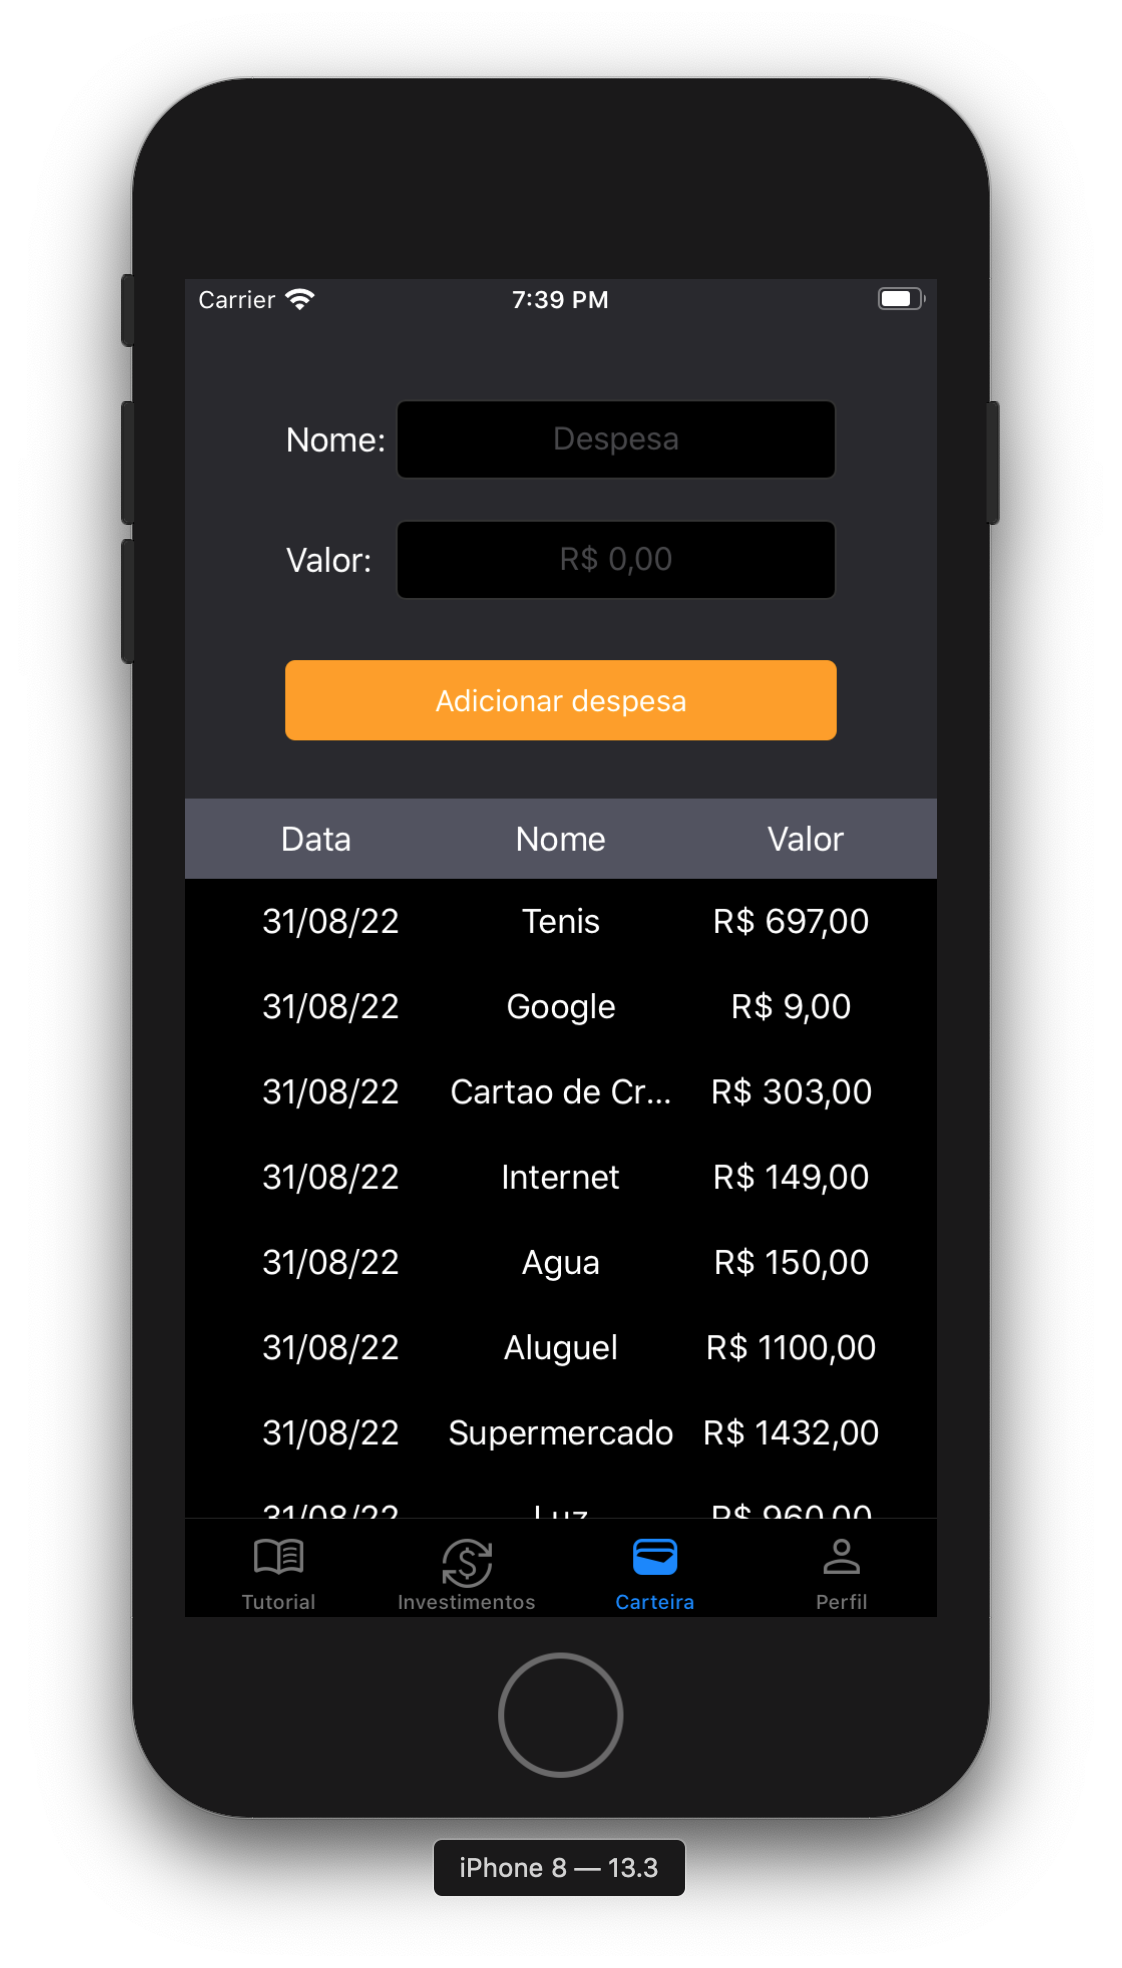 Carrier 7:39 PM
Nome: Despesa
Valor: R$ 0,00
Adicionar despesa
Data Nome Valor
31/08/22 Tenis R$ 697,00
31/08/22 Google R$ 9,00
31/08/22 Cartao de Cr... R$ 303,00
31/08/22 Internet R$ 149,00
31/08/22 Agua R$ 150,00
31/08/22 Aluguel R$ 1100,00
31/08/22 Supermercado R$ 1432,00
31/08/22 Luz R$ 960,00
Tutorial Investimentos Carteira Perfil
iPhone 8 — 13.3